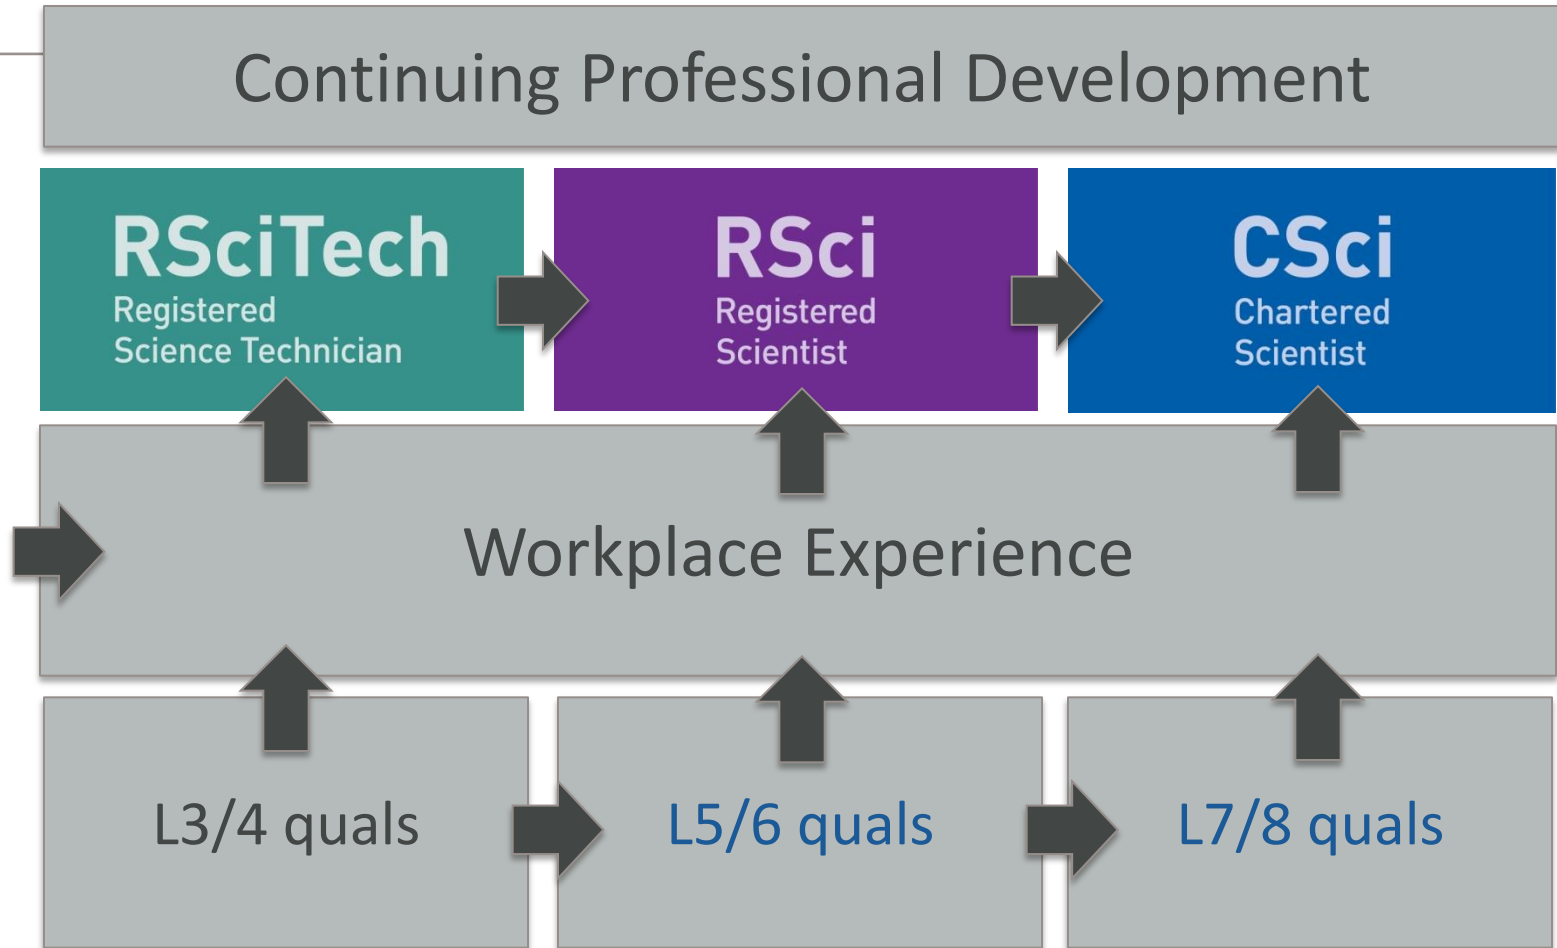 Continuing Professional Development
RSciTech
Registered
Science Technician
RSci
Registered
Scientist
CSci
Chartered
Scientist
Workplace Experience
L3/4 quals
L5/6 quals
L7/8 quals